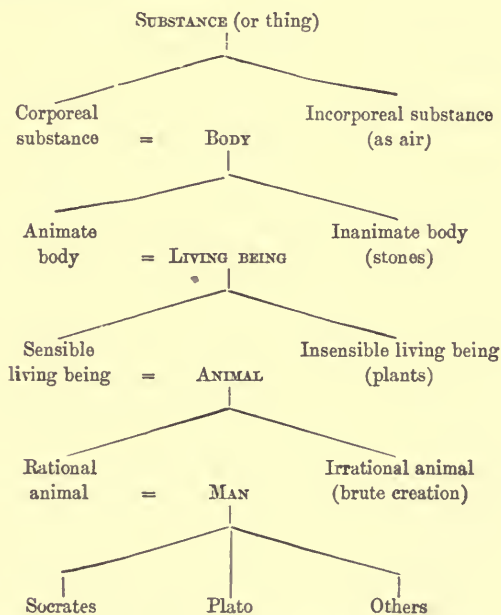 SUBSTANCE (or thing)
Corporeal substance = BODY
Incorporeal substance (as air)
Animate body = LIVING BEING
Inanimate body (stones)
Sensible living being = ANIMAL
Insensible living being (plants)
Rational animal = MAN
Irrational animal (brute creation)
Socrates Plato Others